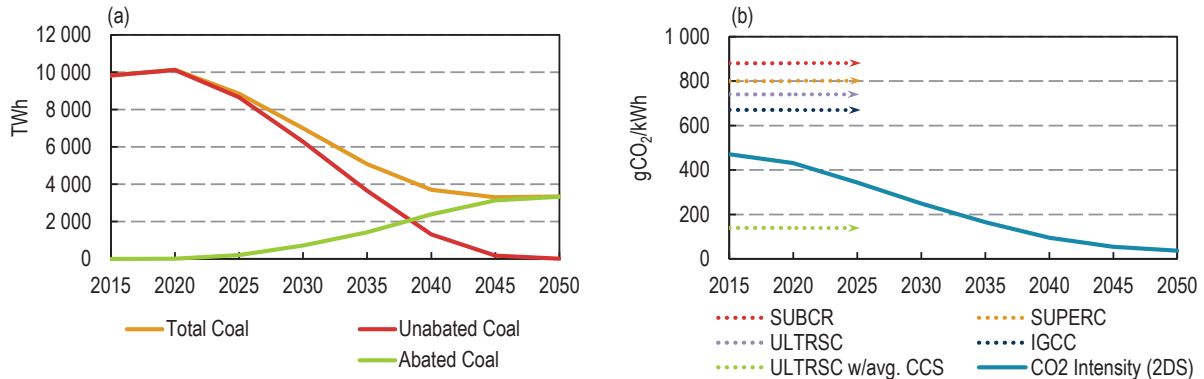 (a)
12 000
10 000
8 000
6 000
4 000
2 000
0
TWh
2015 2020 2025 2030 2035 2040 2045 2050
Total Coal
Unabated Coal
Abated Coal
(b)
1 000
800
600
400
200
0
gCO2/kWh
2015 2020 2025 2030 2035 2040 2045 2050
SUBCR
SUPERC
ULTRSC
IGCC
ULTRSC w/avg. CCS
CO2 Intensity (2DS)